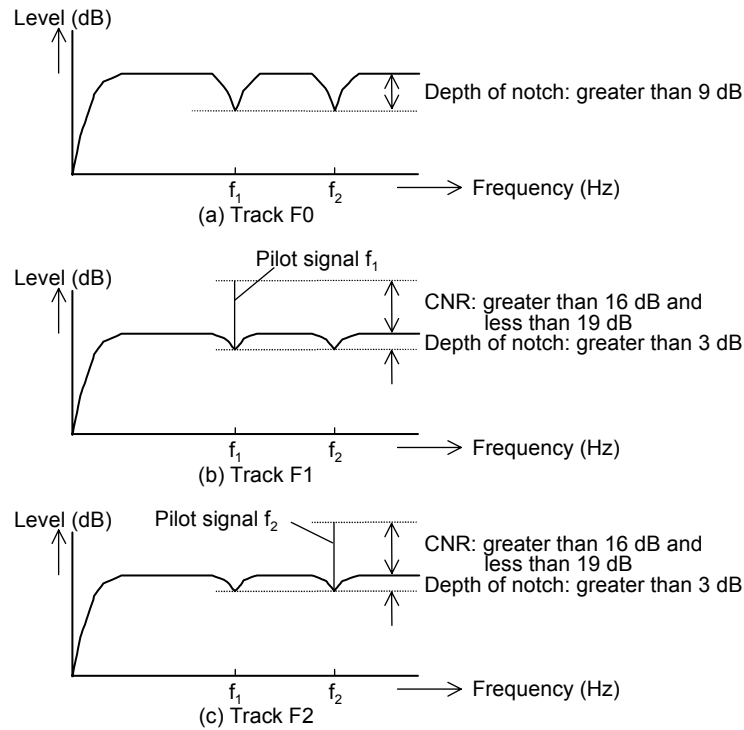 Level (dB)
Depth of notch: greater than 9 dB
f₁
f₂
Frequency (Hz)
(a) Track F0
Pilot signal f₁
Level (dB)
CNR: greater than 16 dB and
less than 19 dB
Depth of notch: greater than 3 dB
f₁
f₂
Frequency (Hz)
(b) Track F1
Pilot signal f₂
Level (dB)
CNR: greater than 16 dB and
less than 19 dB
Depth of notch: greater than 3 dB
f₁
f₂
Frequency (Hz)
(c) Track F2